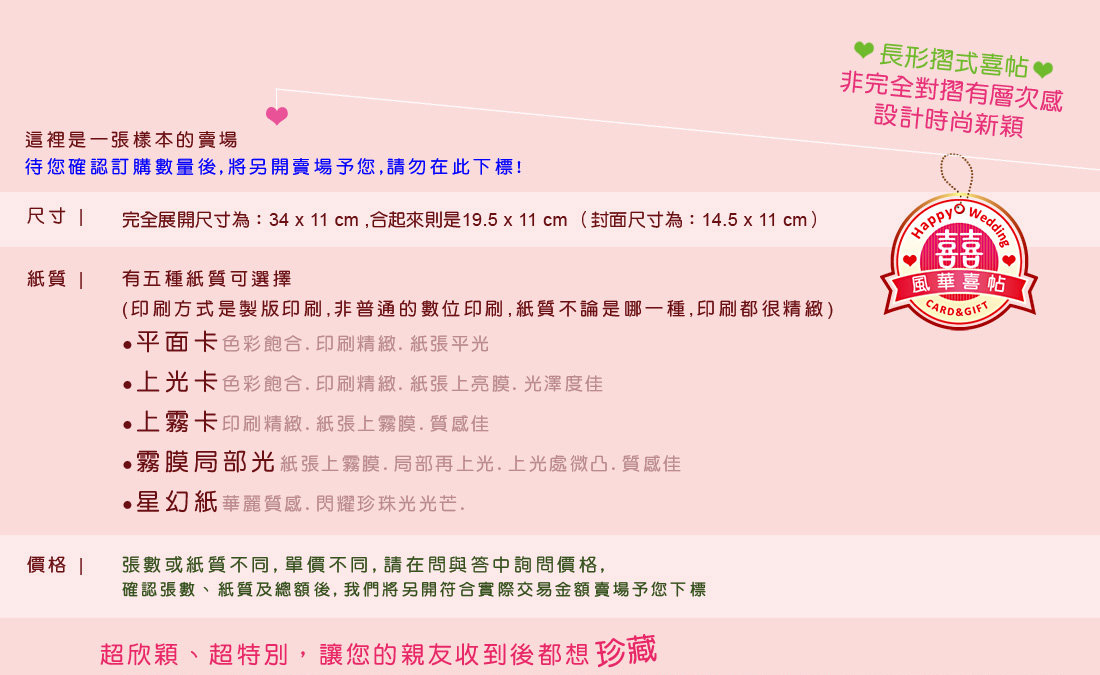 ❤長形摺式喜帖❤
非完全對摺有層次感
設計時尚新穎
這裡是一張樣本的賣場
待您確認訂購數量後,將另開賣場予您,請勿在此下標!
尺寸 | 完全展開尺寸為：34 x 11 cm ,合起來則是19.5 x 11 cm （封面尺寸為：14.5 x 11 cm）
Happy Wedding
囍
風華喜帖
CARD&GIFT
紙質 | 有五種紙質可選擇
(印刷方式是製版印刷,非普通的數位印刷,紙質不論是哪一種,印刷都很精緻)
●平面卡 色彩飽合. 印刷精緻. 紙張平光
●上光卡 色彩飽合. 印刷精緻. 紙張上亮膜. 光澤度佳
●上霧卡 印刷精緻. 紙張上霧膜. 質感佳
●霧膜局部光 紙張上霧膜. 局部再上光. 上光處微凸. 質感佳
●星幻紙 華麗質感. 閃耀珍珠光光芒.
價格 | 張數或紙質不同, 單價不同, 請在問與答中詢問價格,
確認張數、紙質及總額後, 我們將另開符合實際交易金額賣場予您下標
超欣穎、超特別，讓您的親友收到後都想珍藏